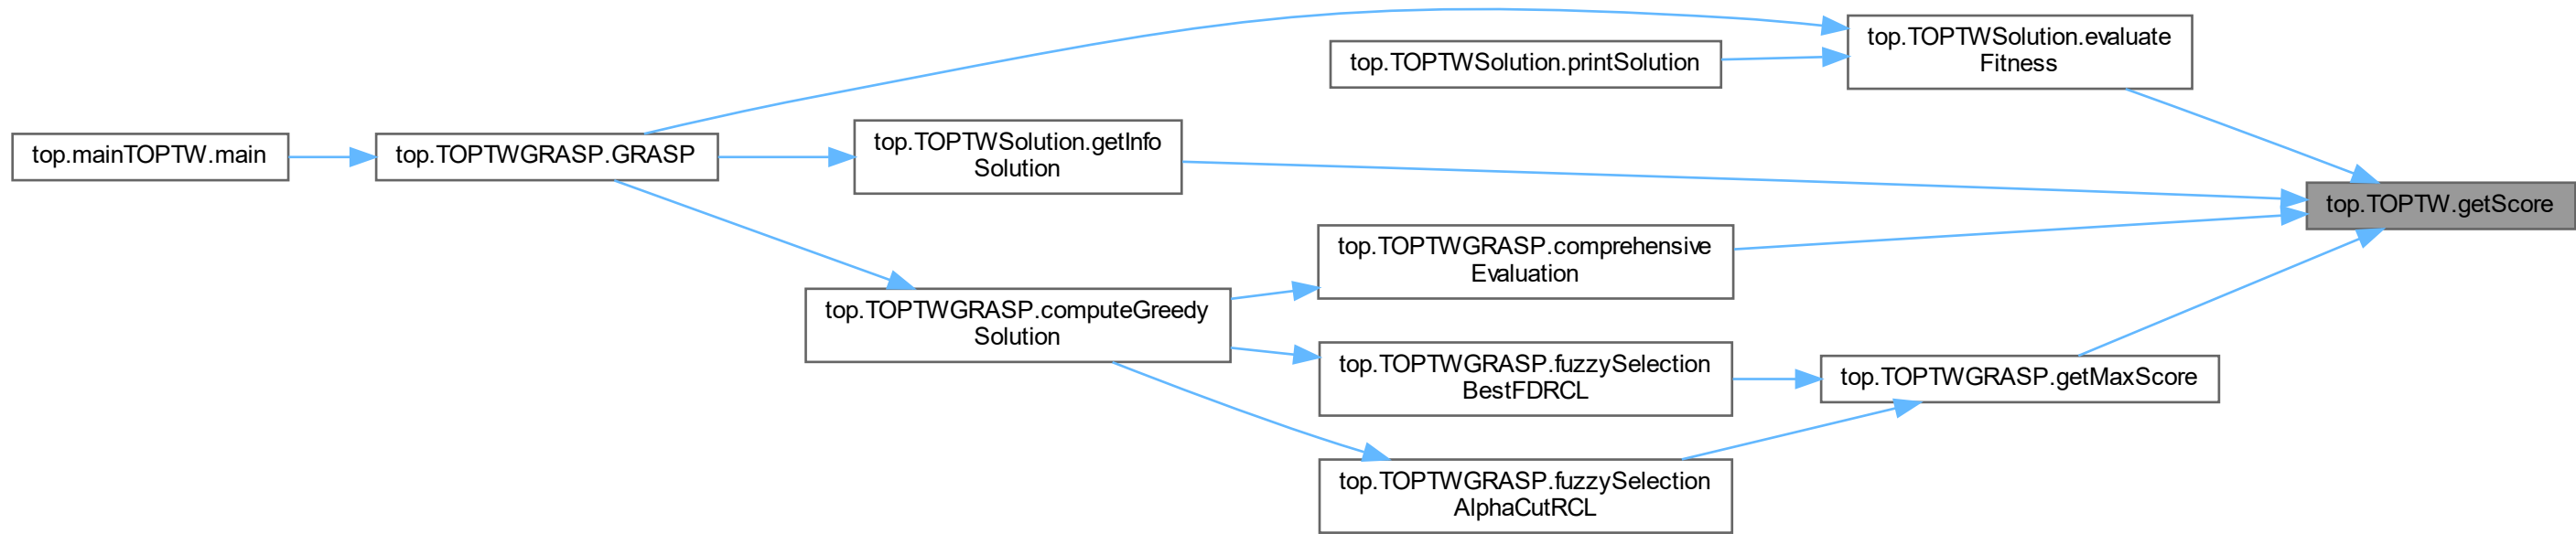 top.TOPTWSolution.evaluate
Fitness
top.TOPTWSolution.printSolution
top.mainTOPTW.main
top.TOPTWGRASP.GRASP
top.TOPTWSolution.getInfo
Solution
top.TOPTW.getScore
top.TOPTWGRASP.comprehensive
Evaluation
top.TOPTWGRASP.computeGreedy
Solution
top.TOPTWGRASP.fuzzySelection
BestFDRCL
top.TOPTWGRASP.getMaxScore
top.TOPTWGRASP.fuzzySelection
AlphaCutRCL